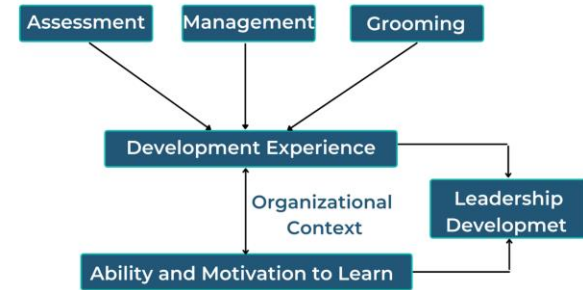 Assessment
Management
Grooming
Development Experience
Organizational
Context
Leadership
Developmet
Ability and Motivation to Learn